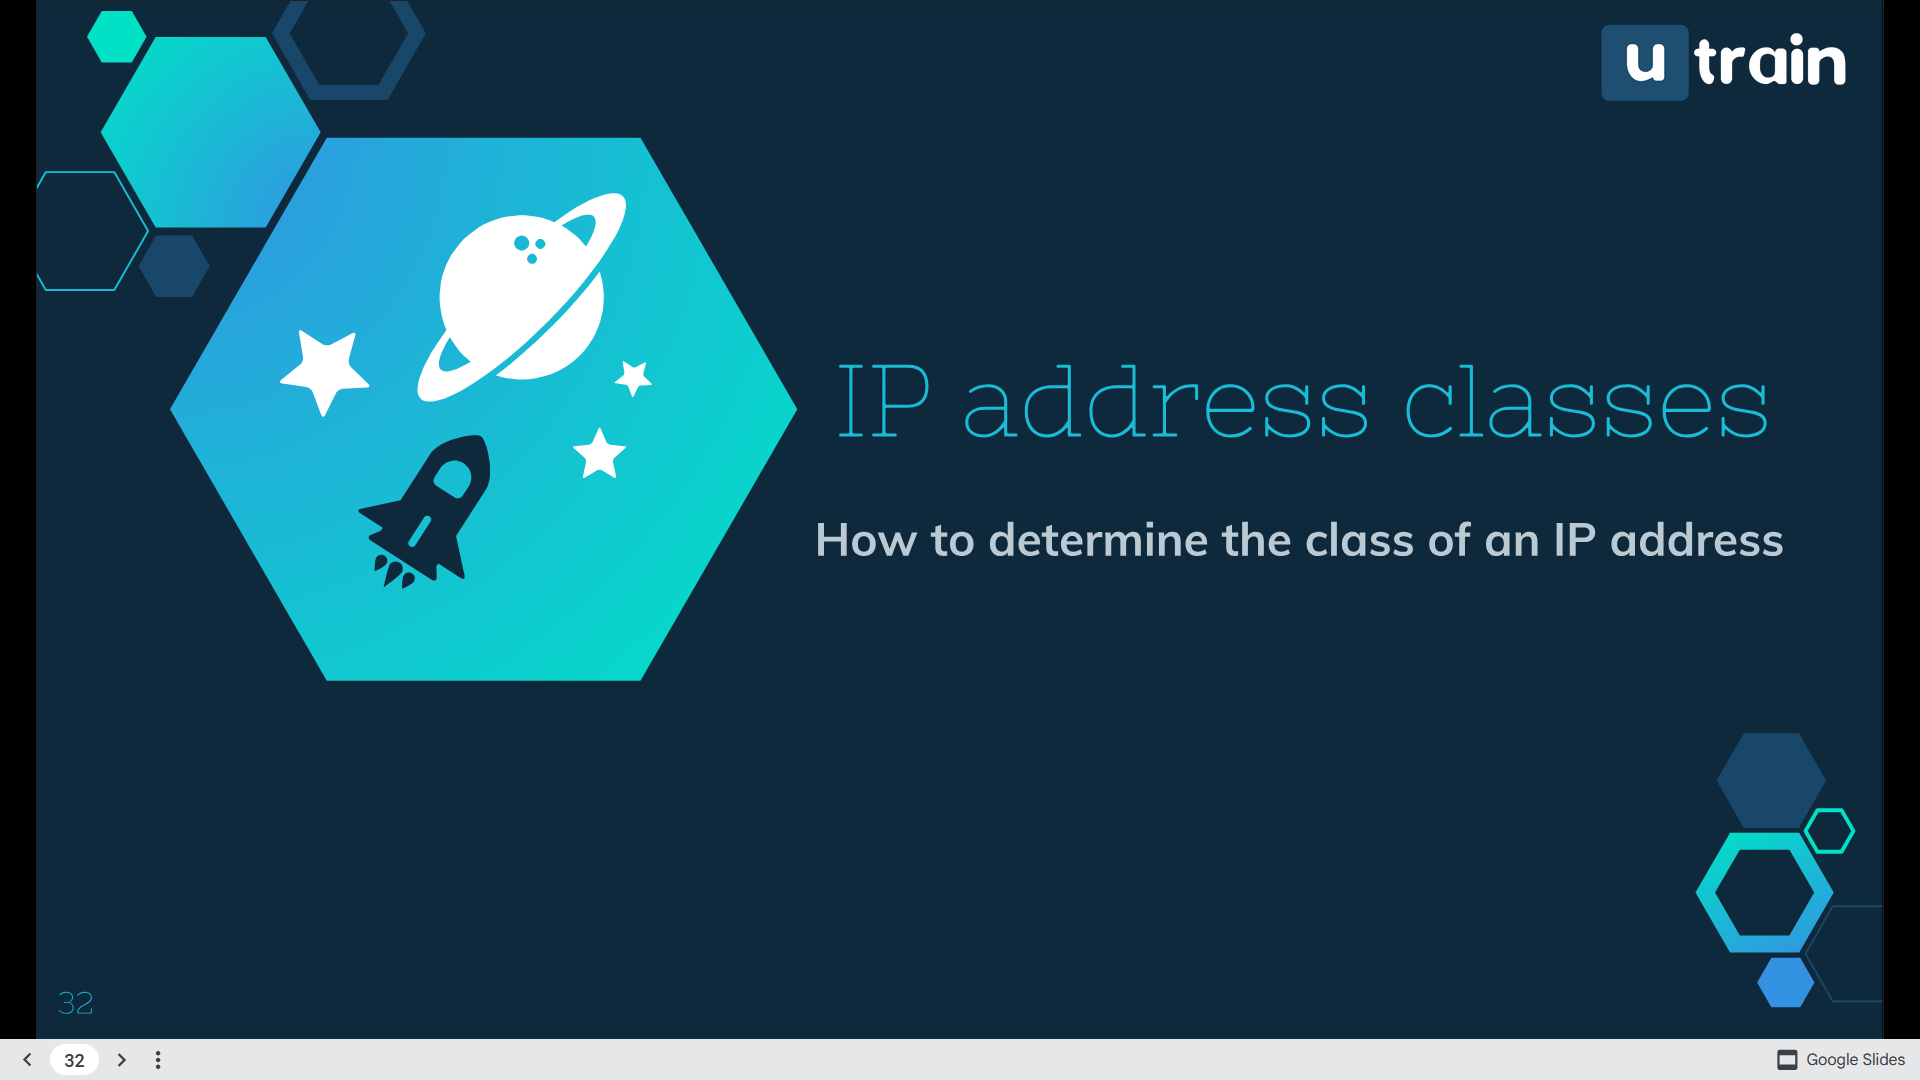 u train
IP address classes
How to determine the class of an IP address
32
32
Google Slides